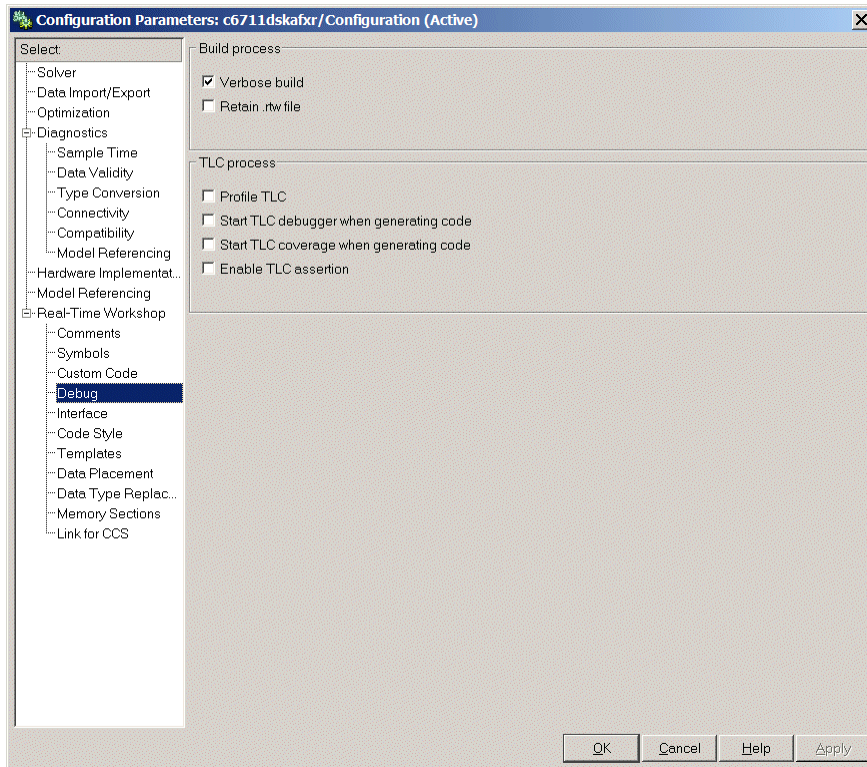 Configuration Parameters: c6711dskafxr/Configuration (Active)
Select:
Solver
Data Import/Export
Optimization
Diagnostics
Sample Time
Data Validity
Type Conversion
Connectivity
Compatibility
Model Referencing
Hardware Implementat...
Model Referencing
Real-Time Workshop
Comments
Symbols
Custom Code
Debug
Interface
Code Style
Templates
Data Placement
Data Type Replac...
Memory Sections
Link for CCS
Build process
Verbose build
Retain .rtw file
TLC process
Profile TLC
Start TLC debugger when generating code
Start TLC coverage when generating code
Enable TLC assertion
OK
Cancel
Help
Apply